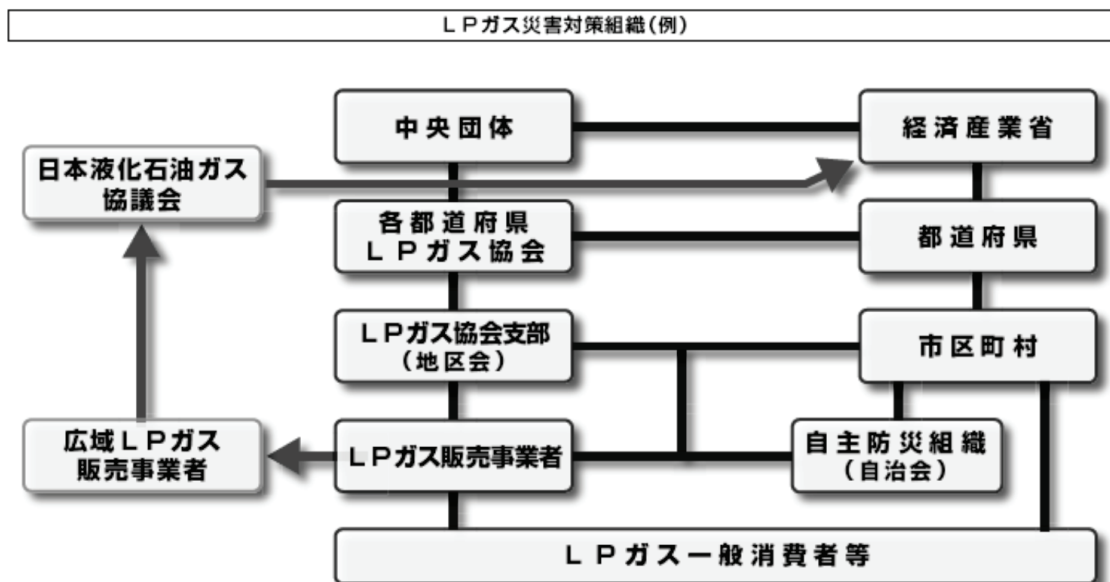 LPガス災害対策組織(例)
中央団体
経済産業省
日本液化石油ガス
協議会
各都道府県
LPガス協会
都道府県
LPガス協会支部
(地区会)
市区町村
広域LPガス
販売事業者
LPガス販売事業者
自主防災組織
(自治会)
LPガス一般消費者等